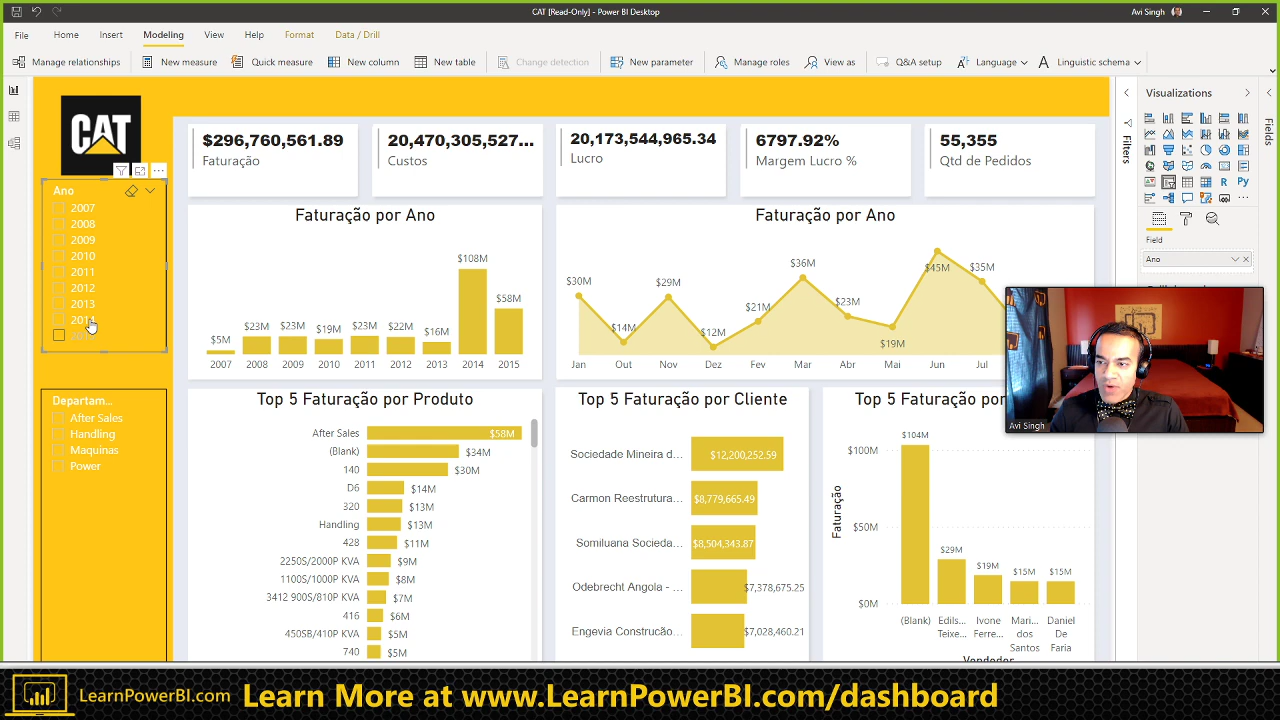 CAT [Read-Only] - Power BI Desktop
Avi Singh
File Home Insert Modeling View Help Format Data / Drill
Manage relationships New measure Quick measure New column New table Change detection New parameter Manage roles View as Q&A setup Language Linguistic schema
CAT
$296,760,561.89
Faturação
20,470,305,527...
Custos
20,173,544,965.34
Lucro
6797.92%
Margem Lucro %
55,355
Qtd de Pedidos
Ano
2007
2008
2009
2010
2011
2012
2013
2014
Departam...
After Sales
Handling
Maquinas
Power
Faturação por Ano
$5M $23M $23M $19M $23M $22M $16M $108M $58M
2007 2008 2009 2010 2011 2012 2013 2014 2015
Faturação por Ano
$30M $14M $29M $12M $21M $36M $23M $19M $45M $35M
Jan Out Nov Dez Fev Mar Abr Mai Jun Jul
Top 5 Faturação por Produto
After Sales $58M
(Blank) $34M
140 $30M
D6 $14M
320 $13M
Handling $13M
428 $11M
2250S/2000P KVA $9M
1100S/1000P KVA $8M
3412 900S/810P KVA $7M
416 $6M
450SB/410P KVA $5M
740 $5M
Top 5 Faturação por Cliente
Sociedade Mineira d... $12,200,252.59
Carmon Reestrutura... $8,779,665.49
Somiluana Socieda... $8,504,343.87
Odebrecht Angola - ... $7,378,675.25
Engevia Construcão... $7,028,460.21
Top 5 Faturação por
Faturação
$100M
$50M
$0M
$104M $29M $19M $15M $15M
(Blank) Edils... Teixe... Ivone Ferre... Mari... dos Santos Daniel De Faria
Vendedor
Filters
Visualizations
Fields
R Py
Field
Ano
Avi Singh
LearnPowerBI.com Learn More at www.LearnPowerBI.com/dashboard